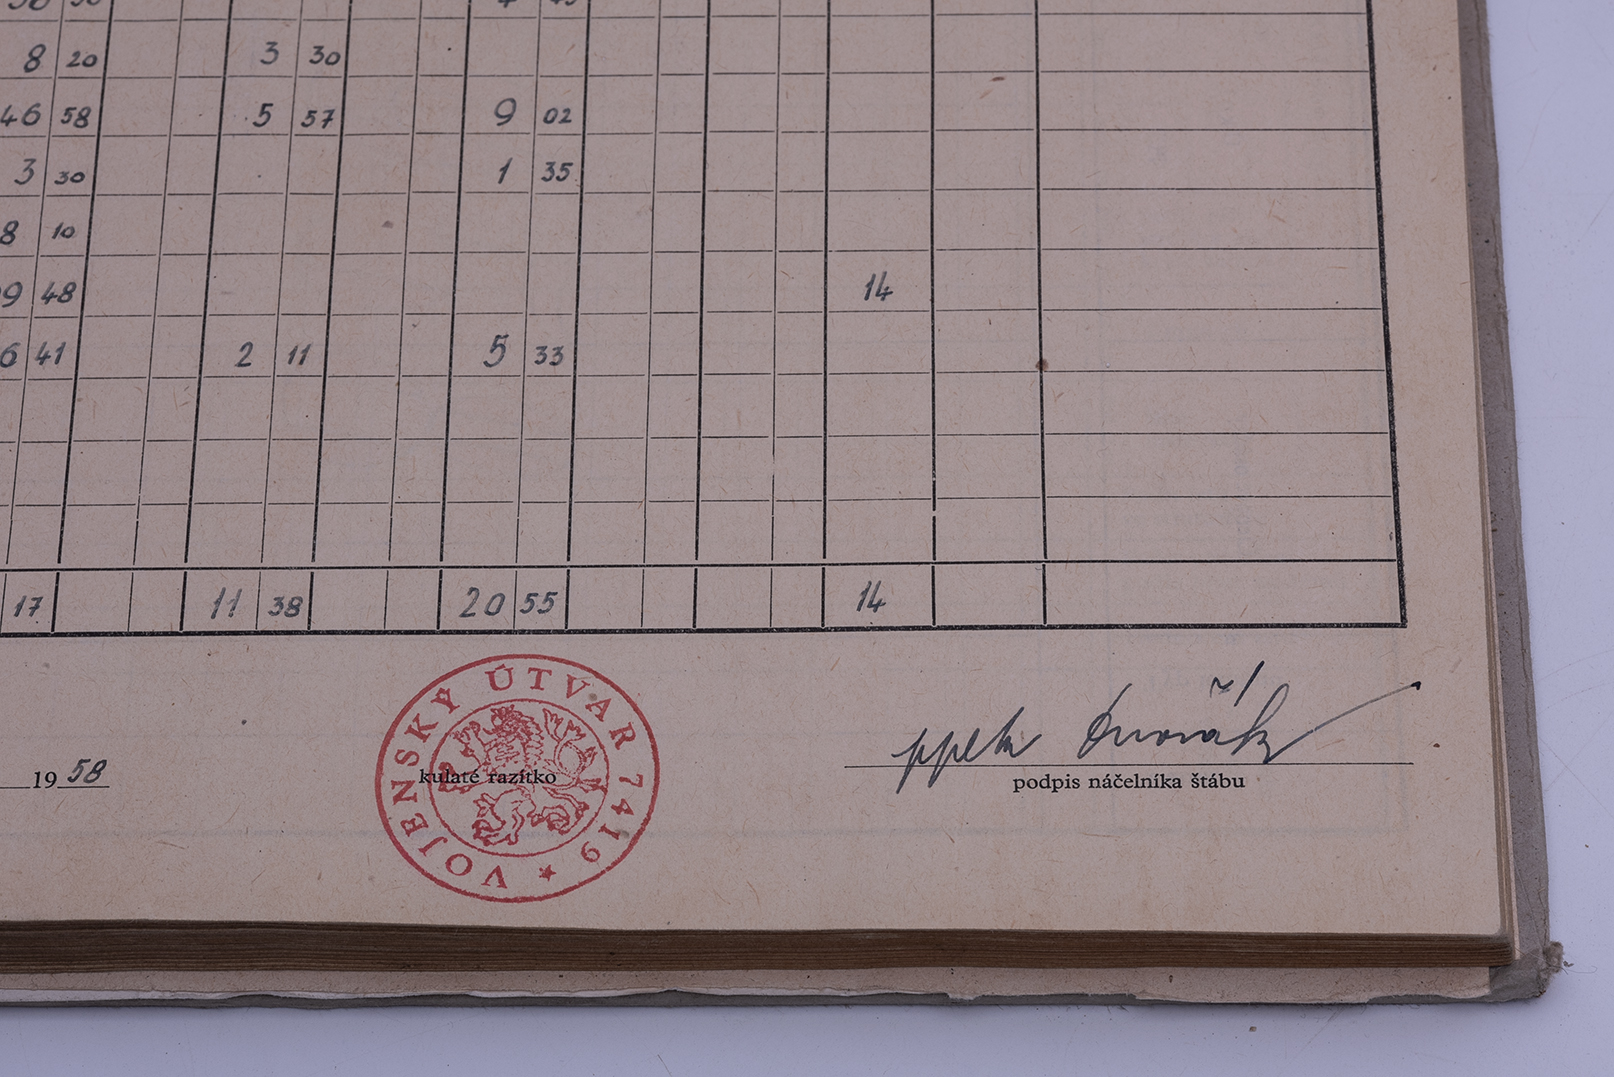 8 20 3 30
46 58 5 57 9 02
3 30 1 35
8 10
9 48 14
6 41 2 11 5 33
17 11 38 20 55 14
VOJENSKÝ ÚTVAR 7419 ★
pplk Dvořák
19 58 kulaté razítko podpis náčelníka štábu